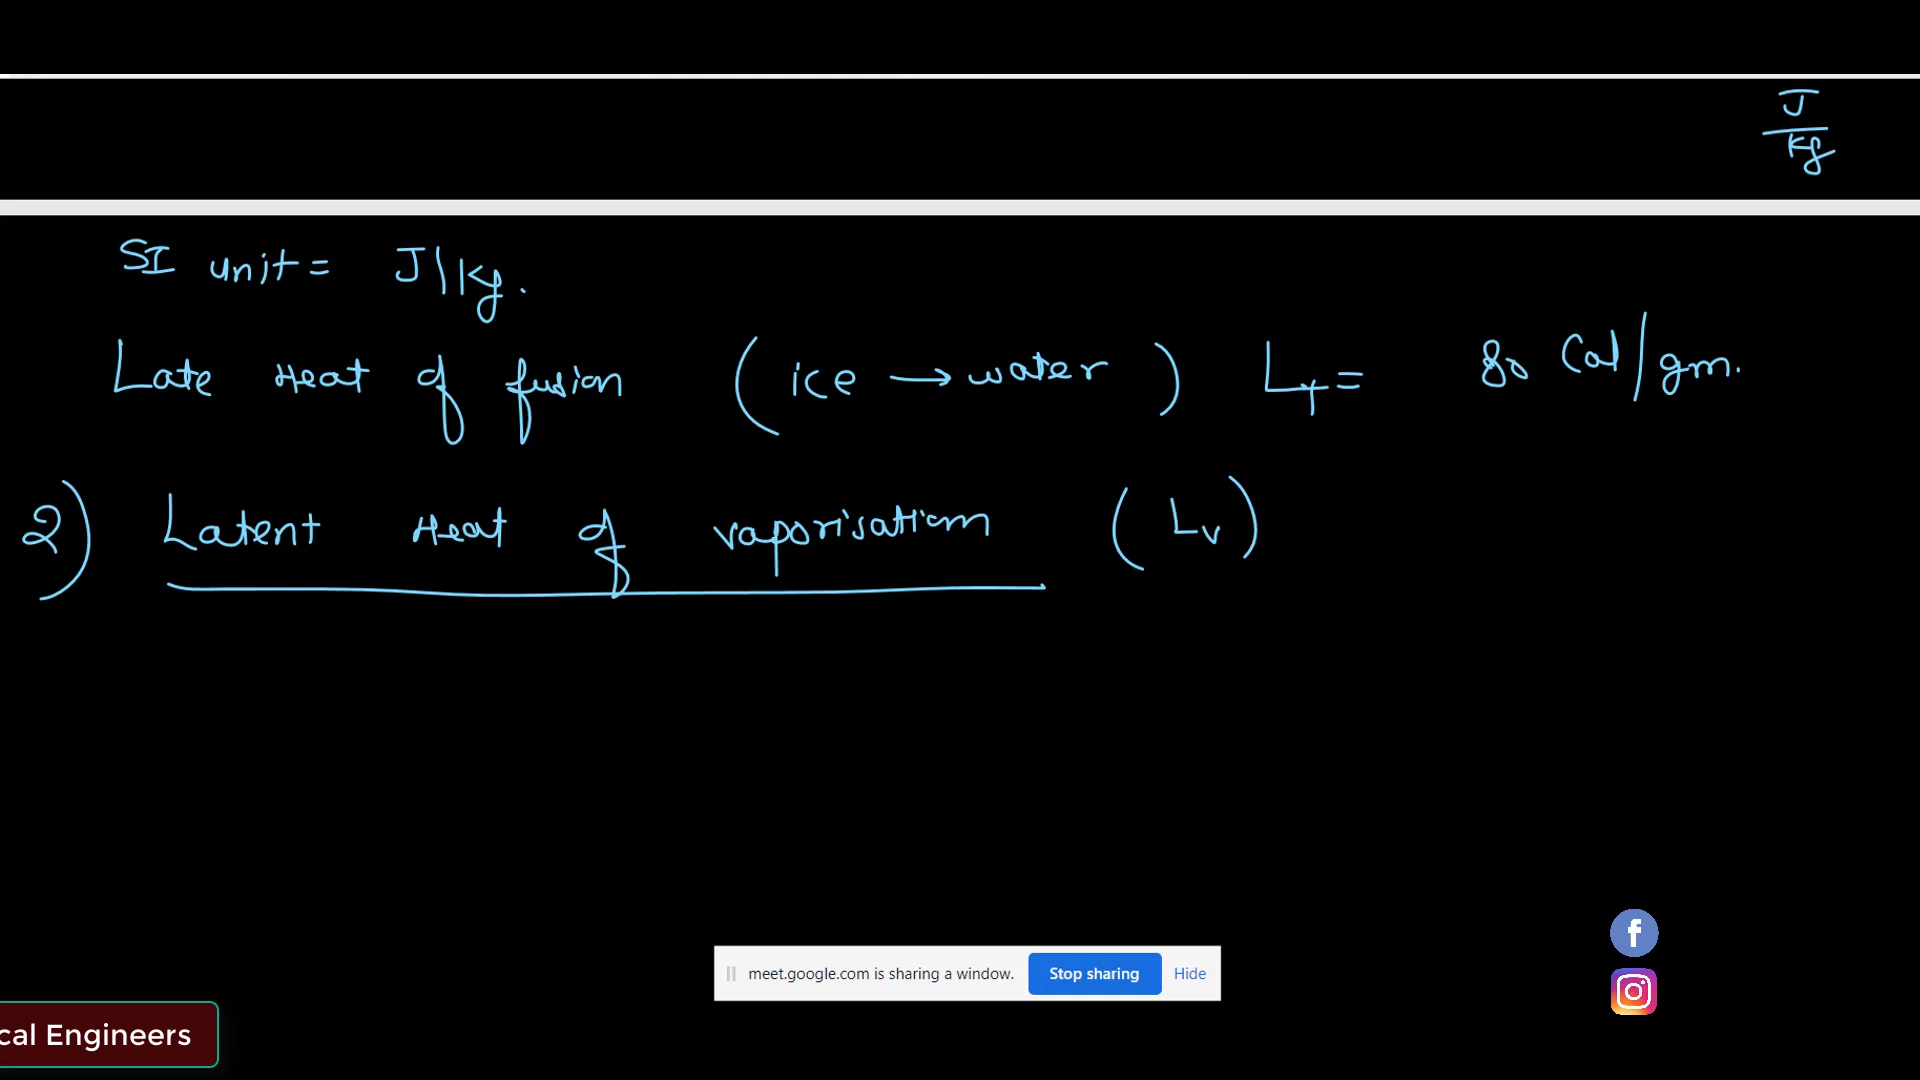 J
kg
SI unit = J/kg.
Late Heat of fusion (ice → water) Lf = 80 Cal/gm.
2) Latent Heat of vaporisation (Lv)
meet.google.com is sharing a window. Stop sharing Hide
cal Engineers